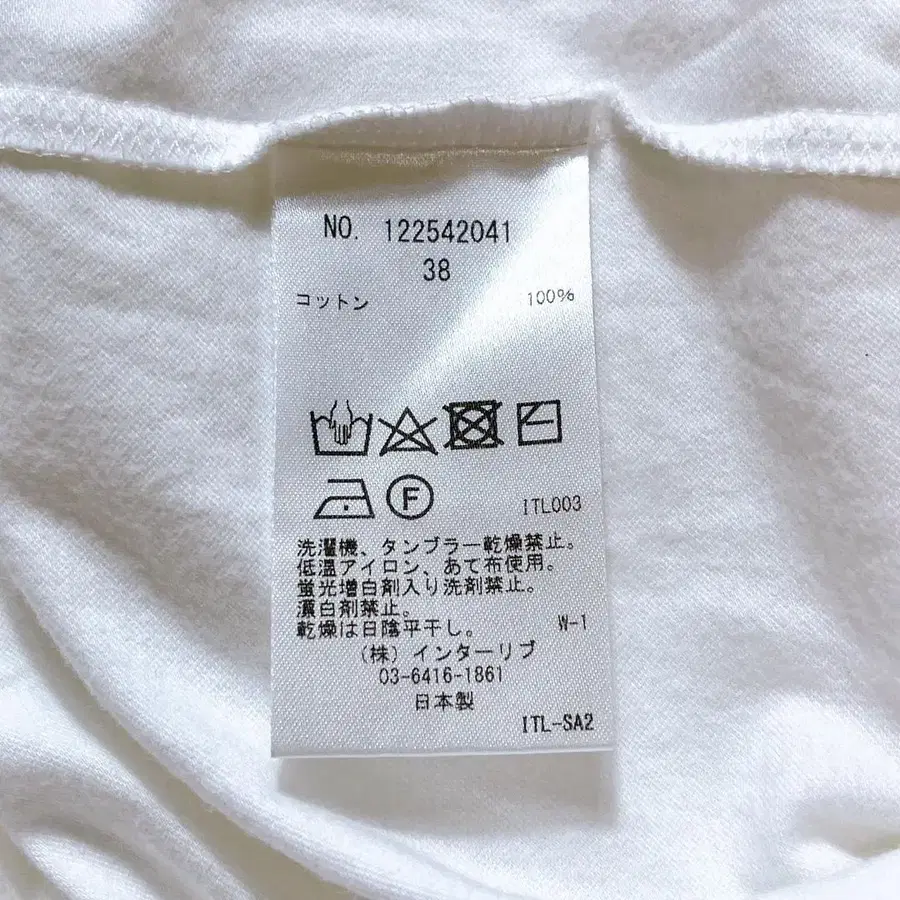 NO. 122542041
38
コットン 100%
F
ITL003
洗濯機、タンブラー乾燥禁止。
低温アイロン、あて布使用。
蛍光増白剤入り洗剤禁止。
漂白剤禁止。
乾燥は日陰平干し。 W-1
(株)インターリブ
03-6416-1861
日本製
ITL-SA2